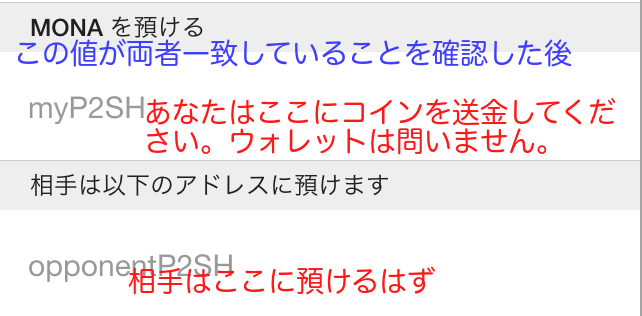 MONA を預ける
この値が両者一致していることを確認した後
myP2SH
あなたはここにコインを送金してくだ
さい。ウォレットは問いません。
相手は以下のアドレスに預けます
opponentP2SH
相手はここに預けるはず